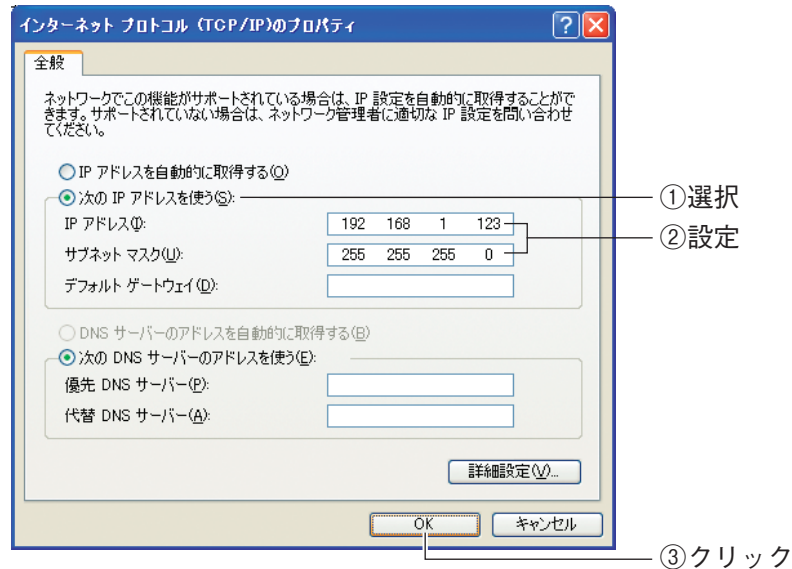 インターネット プロトコル (TCP/IP)のプロパティ
全般
ネットワークでこの機能がサポートされている場合は、IP 設定を自動的に取得することがで
きます。サポートされていない場合は、ネットワーク管理者に適切な IP 設定を問い合わせ
てください。
IP アドレスを自動的に取得する(O)
次の IP アドレスを使う(S):
①選択
IP アドレス(I):
192 168 1 123
②設定
サブネット マスク(U):
255 255 255 0
デフォルト ゲートウェイ(D):
DNS サーバーのアドレスを自動的に取得する(B)
次の DNS サーバーのアドレスを使う(E):
優先 DNS サーバー(P):
代替 DNS サーバー(A):
詳細設定(V)...
OK
キャンセル
③クリック